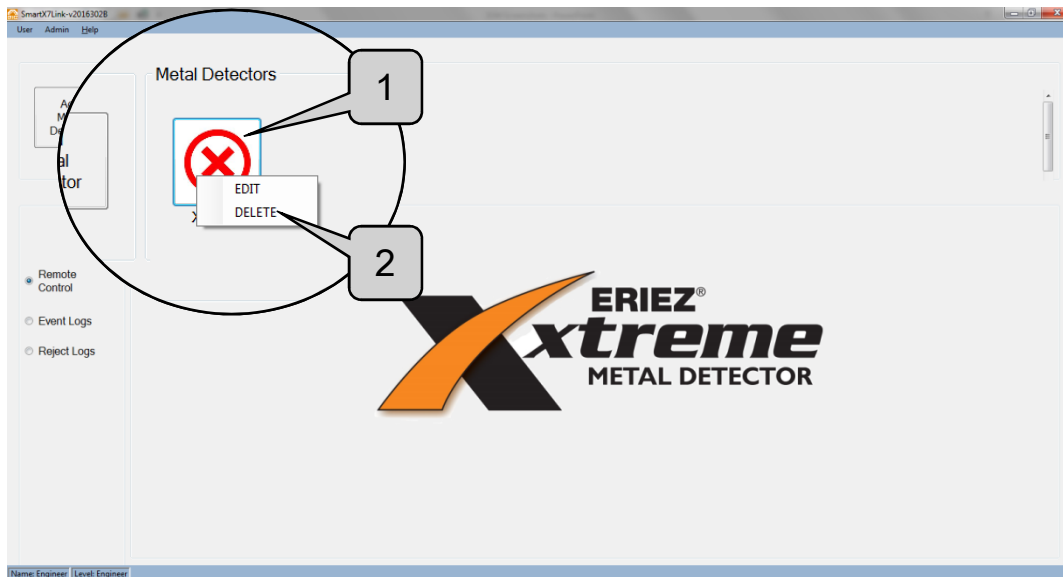 SmartX7Link-v2016302B
User Admin Help
Metal Detectors
1
EDIT
DELETE
2
Remote
Control
Event Logs
Reject Logs
ERIEZ®
xtreme
METAL DETECTOR
Name: Engineer Level: Engineer